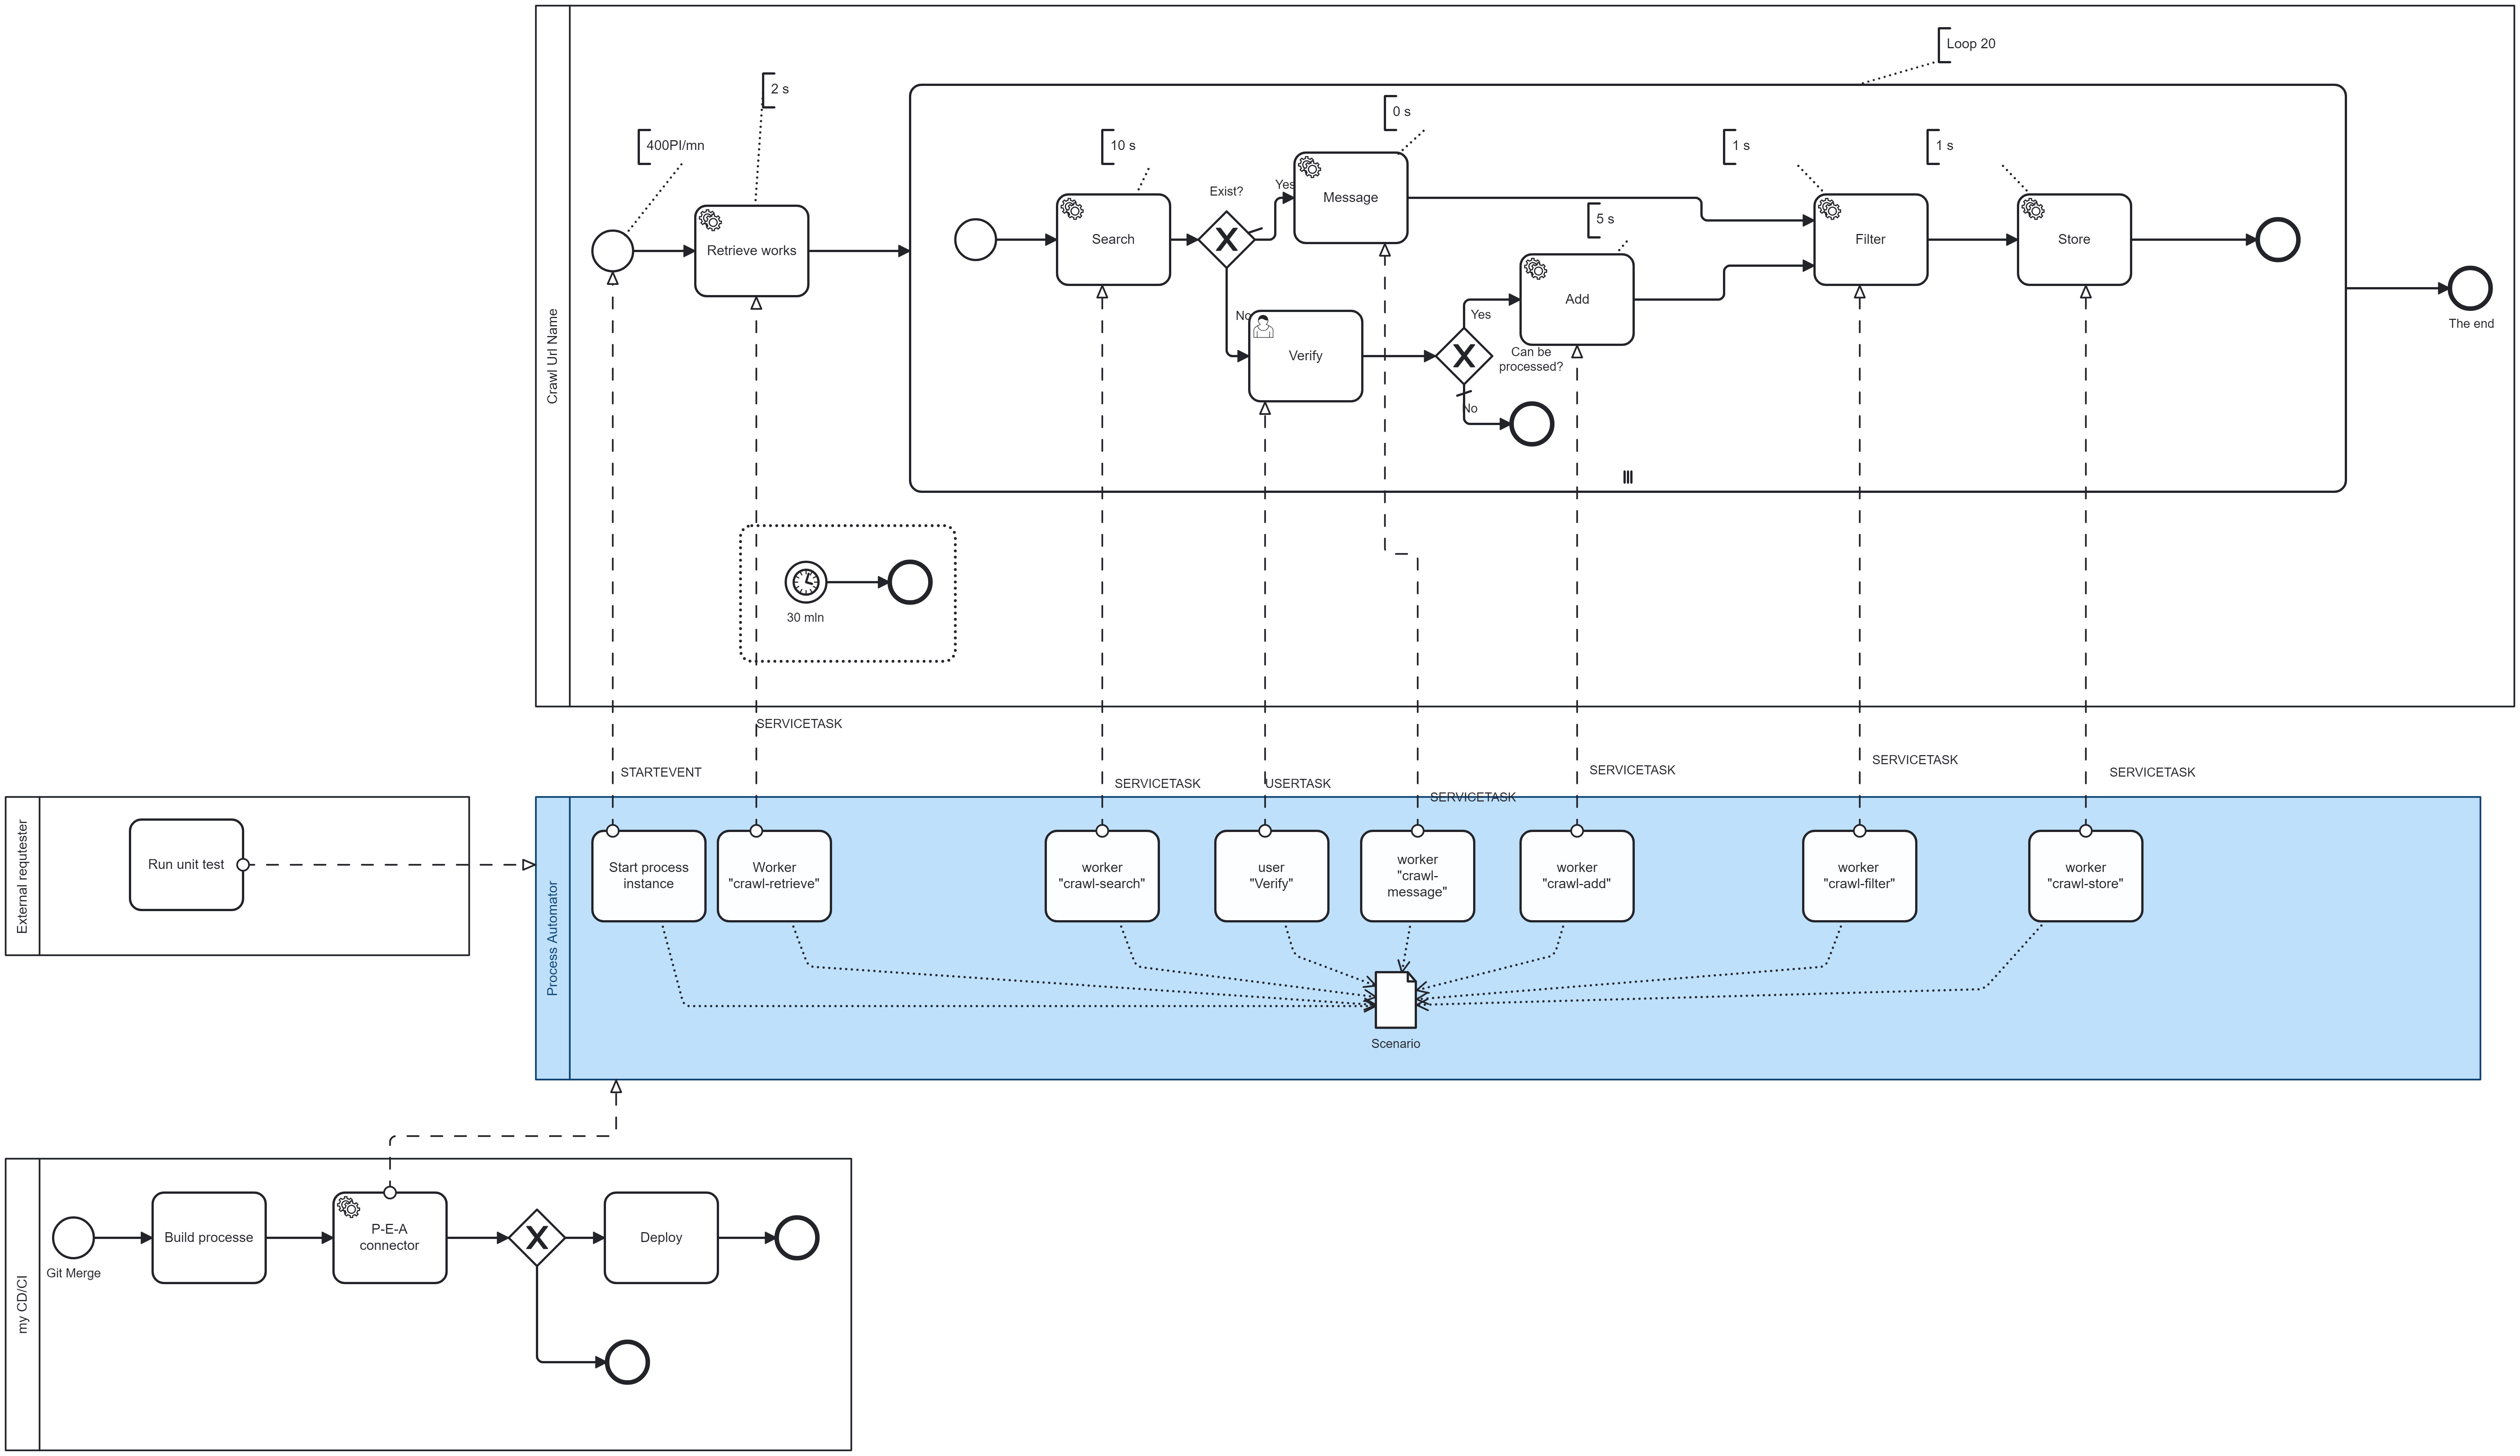 Crawl Url Name
Loop 20
2 s
400PI/mn
10 s
0 s
1 s
1 s
Retrieve works
Search
Exist?
Yes
Message
5 s
Filter
Store
No
Verify
Yes
Add
Can be
processed?
No
The end
30 mln
SERVICETASK
STARTEVENT
SERVICETASK
USERTASK
SERVICETASK
SERVICETASK
SERVICETASK
SERVICETASK
External requtester
Run unit test
Process Automator
Start process
instance
Worker
"crawl-retrieve"
worker
"crawl-search"
user
"Verify"
worker
"crawl-
message"
worker
"crawl-add"
worker
"crawl-filter"
worker
"crawl-store"
Scenario
my CD/CI
Git Merge
Build processe
P-E-A
connector
Deploy